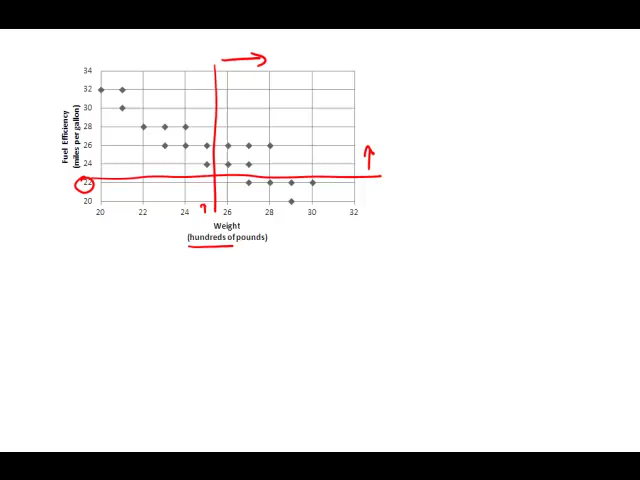 34
32
30
28
26
24
22
20
Fuel Efficiency
(miles per gallon)
20 22 24 26 28 30 32
Weight
(hundreds of pounds)